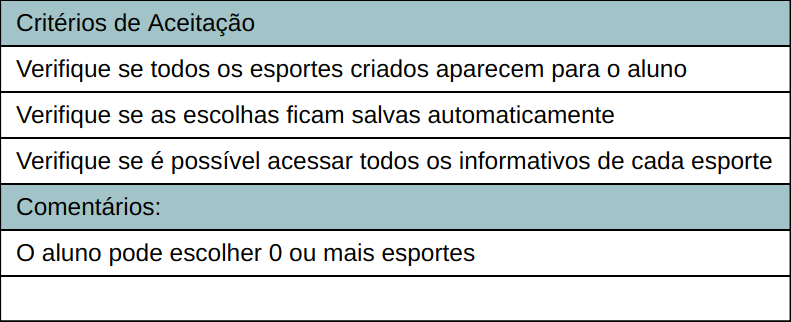 Critérios de Aceitação
Verifique se todos os esportes criados aparecem para o aluno
Verifique se as escolhas ficam salvas automaticamente
Verifique se é possível acessar todos os informativos de cada esporte
Comentários:
O aluno pode escolher 0 ou mais esportes